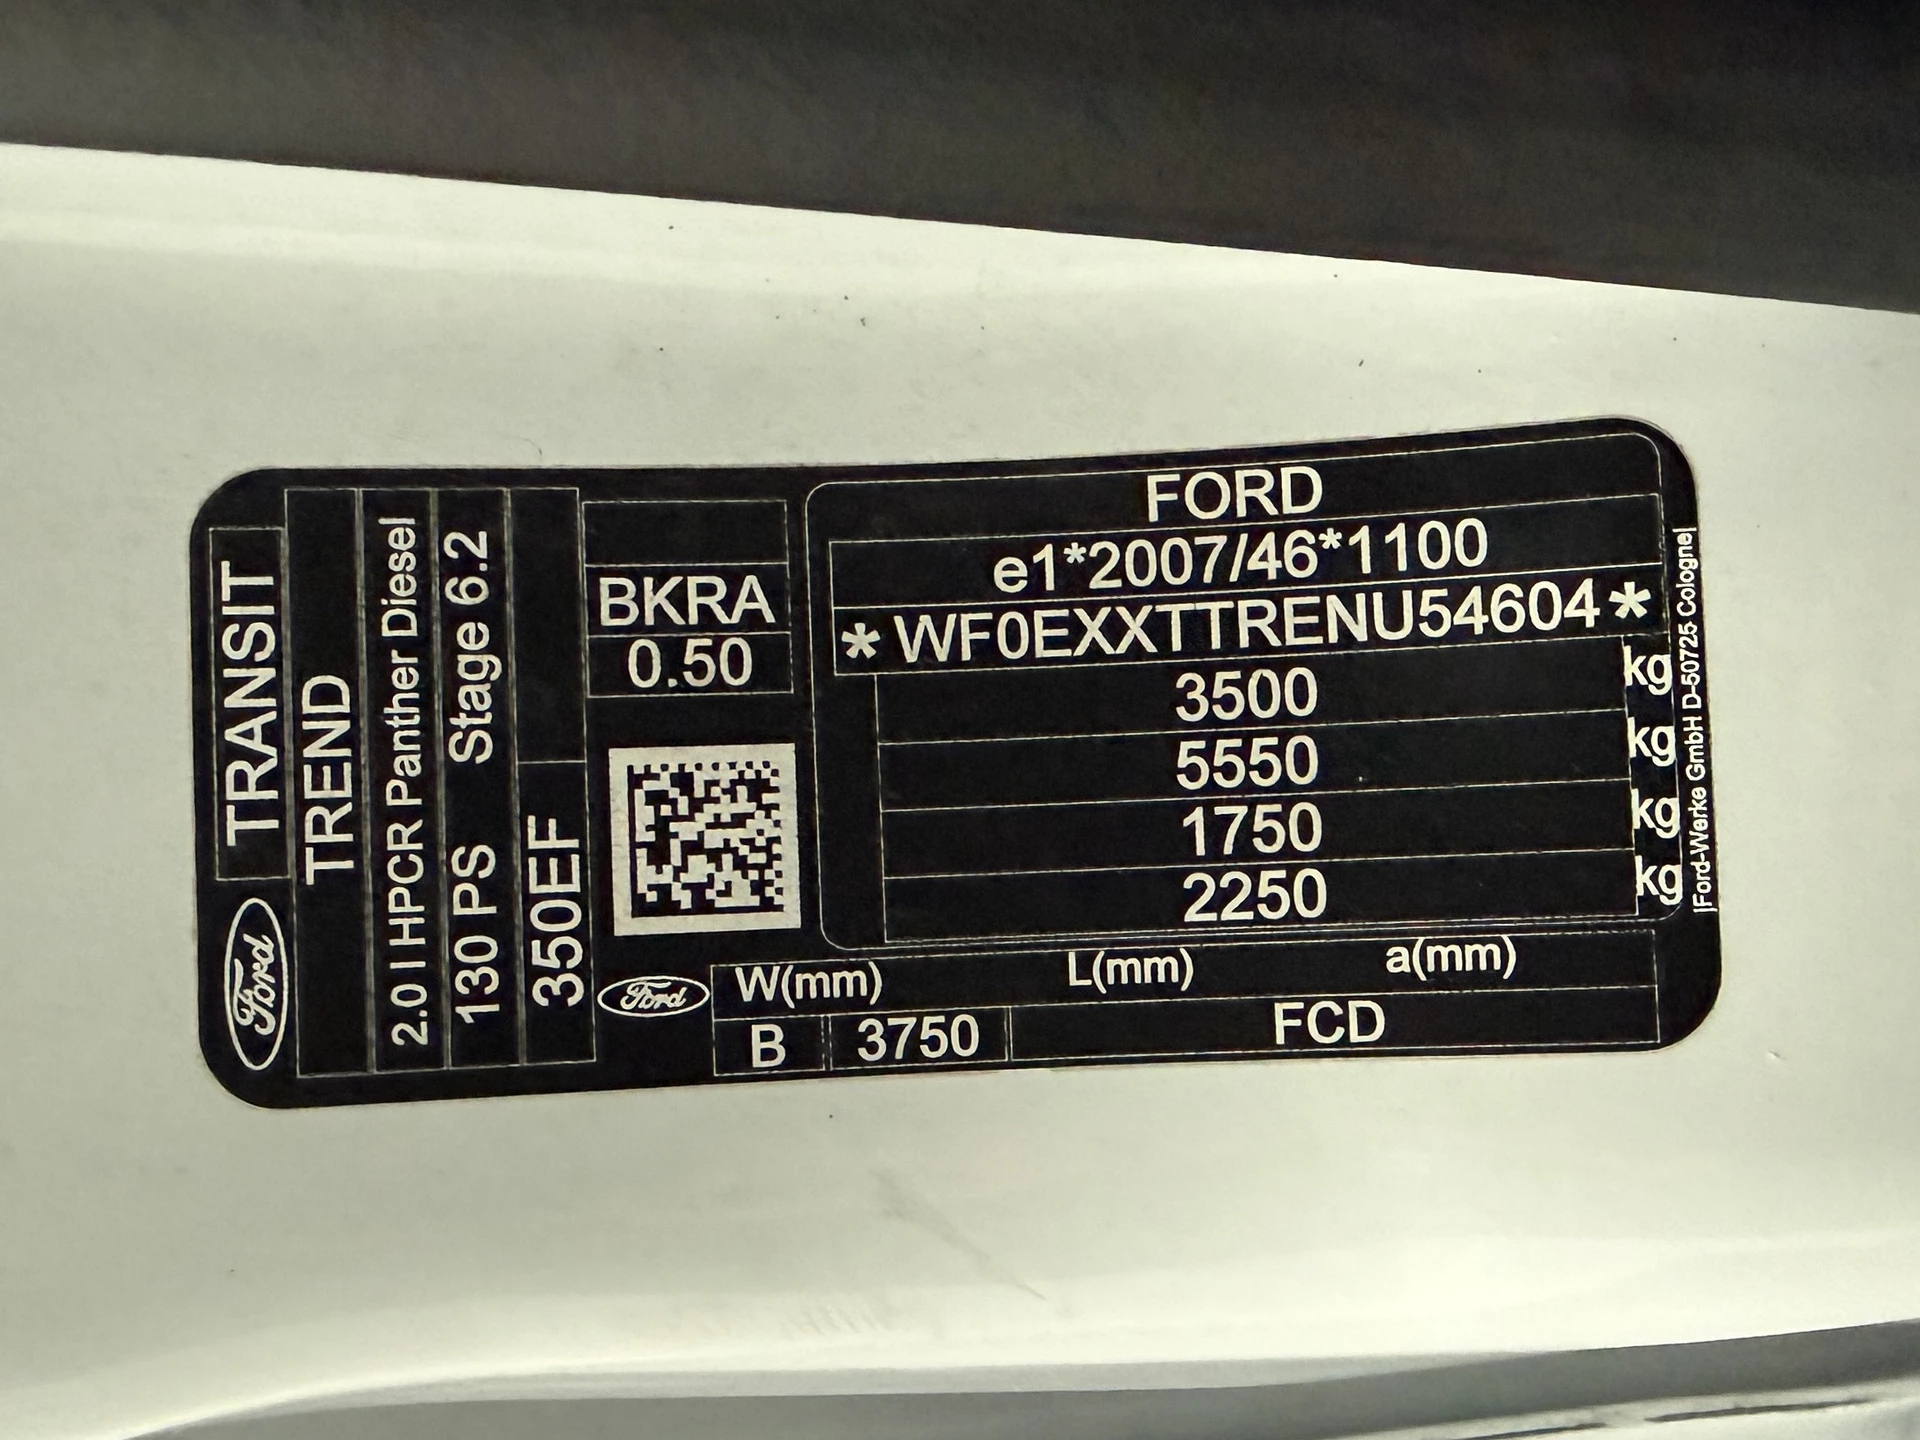 Ford
TRANSIT
TREND
2.0 l HPCR Panther Diesel
130 PS Stage 6.2
350EF
BKRA
0.50
FORD
e1*2007/46*1100
* WF0EXXTTRENU54604 *
3500 kg
5550 kg
1750 kg
2250 kg
|Ford-Werke GmbH D-50725 Cologne|
Ford
W(mm) L(mm) a(mm)
B 3750 FCD